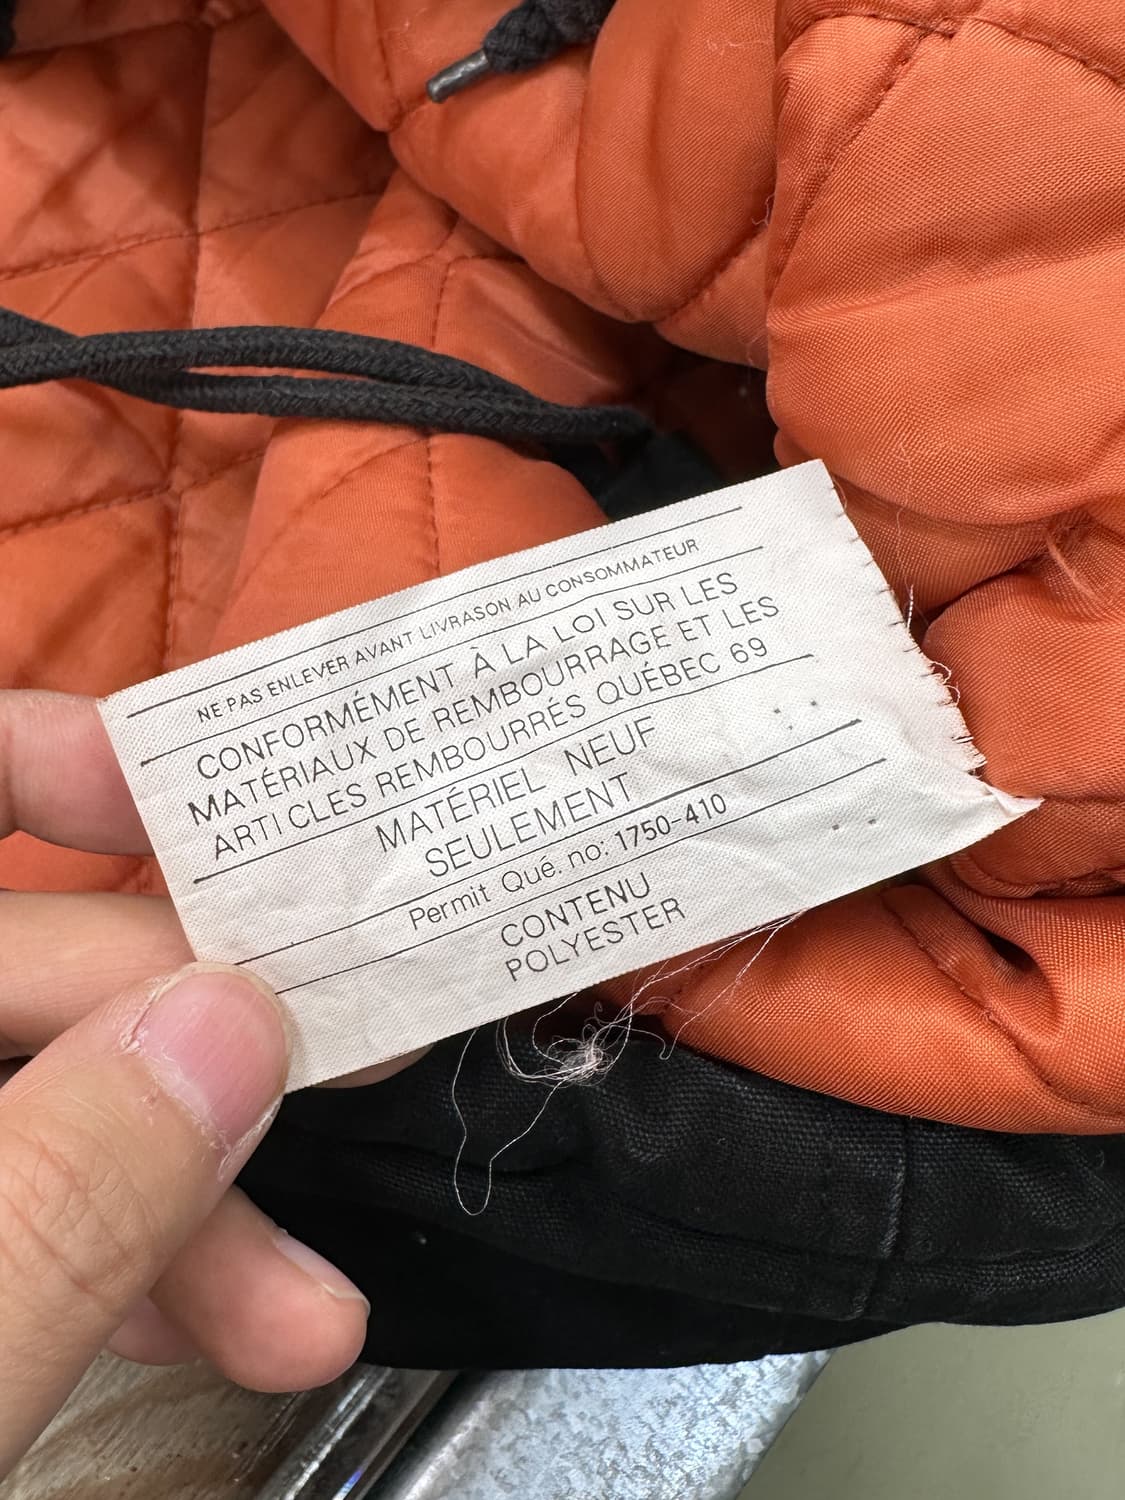 NE PAS ENLEVER AVANT LIVRASON AU CONSOMMATEUR
CONFORMÉMENT À LA LOI SUR LES
MATÉRIAUX DE REMBOURRAGE ET LES
ARTICLES REMBOURRÉS QUÉBEC 69
MATÉRIEL NEUF
SEULEMENT
Permit Qué. no: 1750-410
CONTENU
POLYESTER